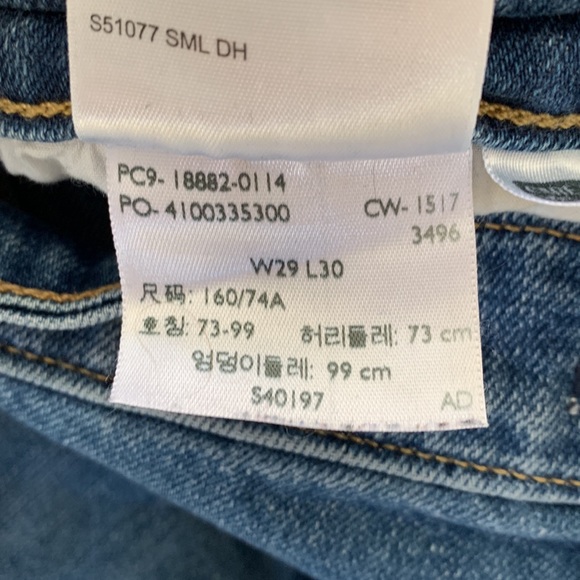 S51077 SML DH
PC9- 18882-0114
PO- 4100335300 CW- 1517
3496
W29 L30
尺码: 160/74A
호칭: 73-99 허리둘레: 73 cm
엉덩이둘레: 99 cm
S40197 AD